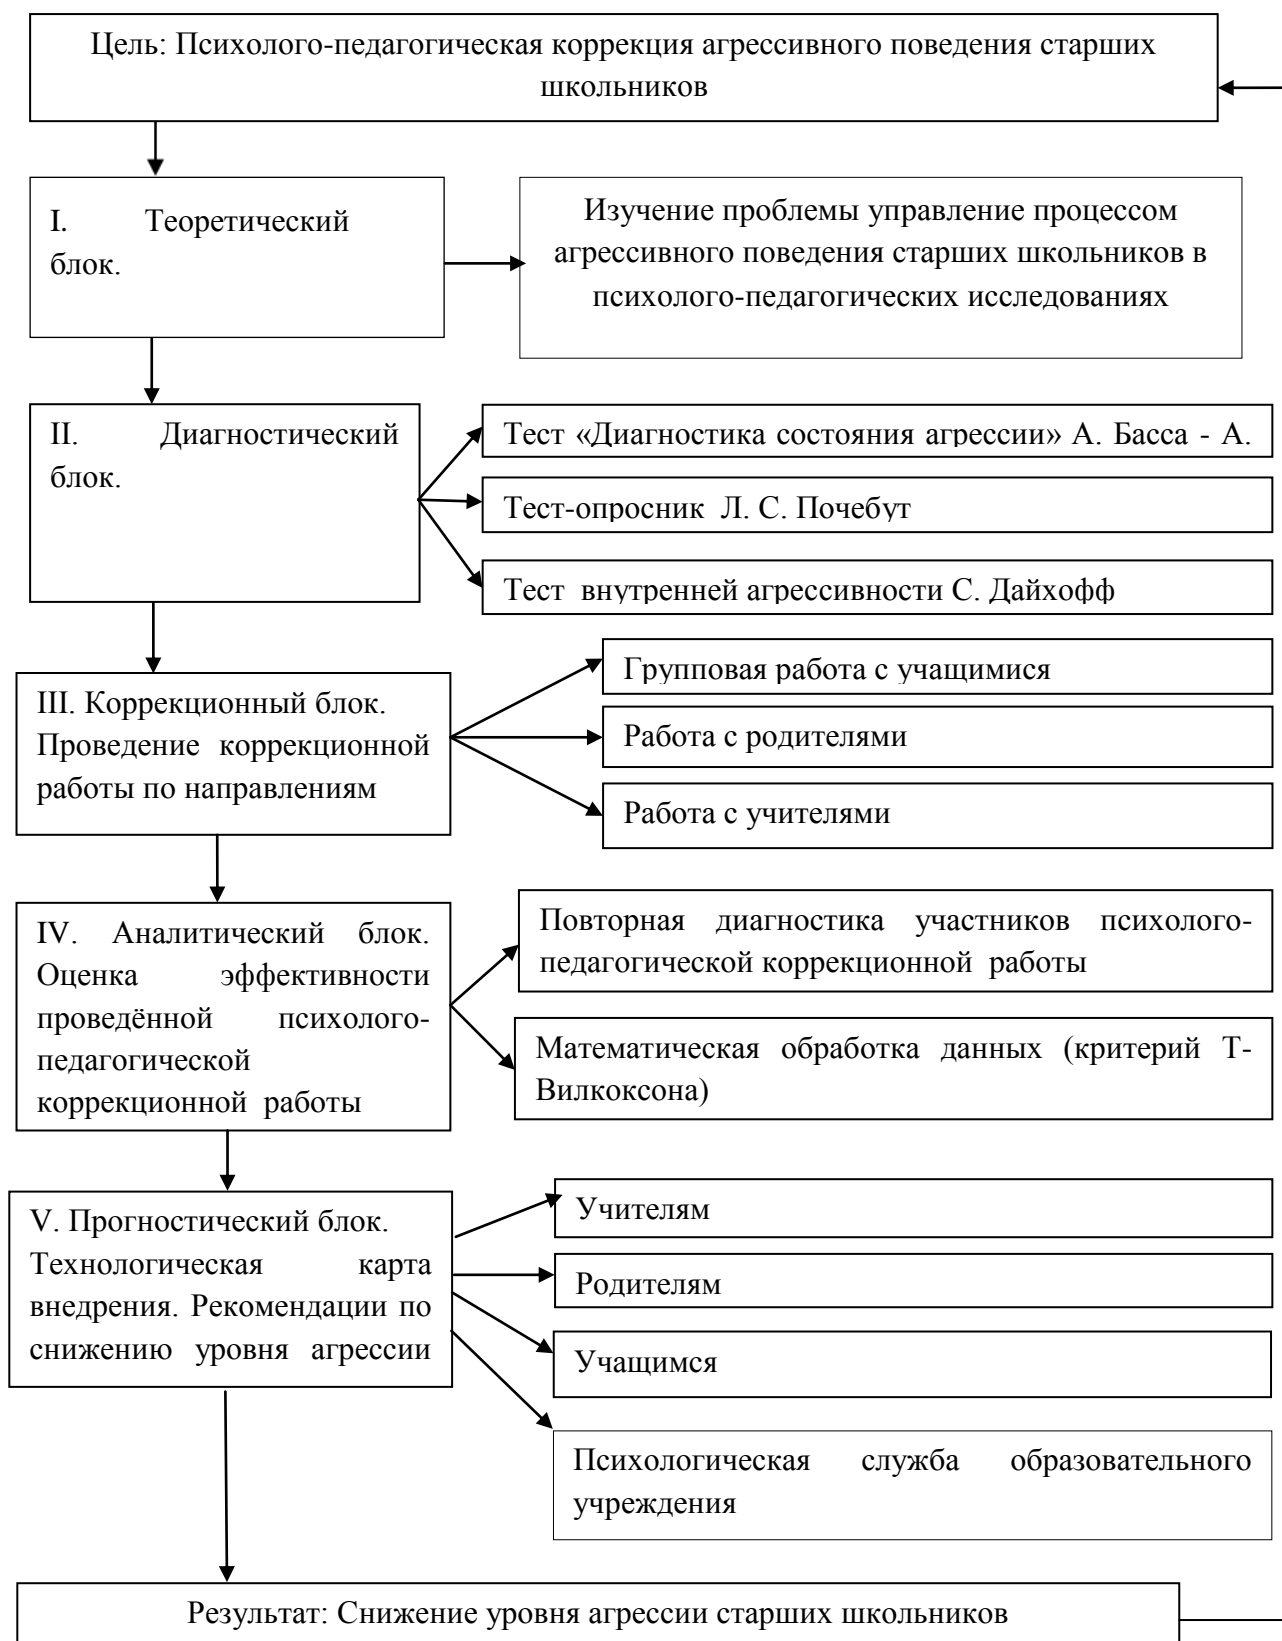 Цель: Психолого-педагогическая коррекция агрессивного поведения старших
школьников
I. Теоретический
блок.
Изучение проблемы управление процессом
агрессивного поведения старших школьников в
психолого-педагогических исследованиях
II. Диагностический
блок.
Тест «Диагностика состояния агрессии» А. Басса - А.
Тест-опросник Л. С. Почебут
Тест внутренней агрессивности С. Дайхофф
III. Коррекционный блок.
Проведение коррекционной
работы по направлениям
Групповая работа с учащимися
Работа с родителями
Работа с учителями
IV. Аналитический блок.
Оценка эффективности
проведённой психолого-
педагогической
коррекционной работы
Повторная диагностика участников психолого-
педагогической коррекционной работы
Математическая обработка данных (критерий Т-
Вилкоксона)
V. Прогностический блок.
Технологическая карта
внедрения. Рекомендации по
снижению уровня агрессии
Учителям
Родителям
Учащимся
Психологическая служба образовательного
учреждения
Результат: Снижение уровня агрессии старших школьников